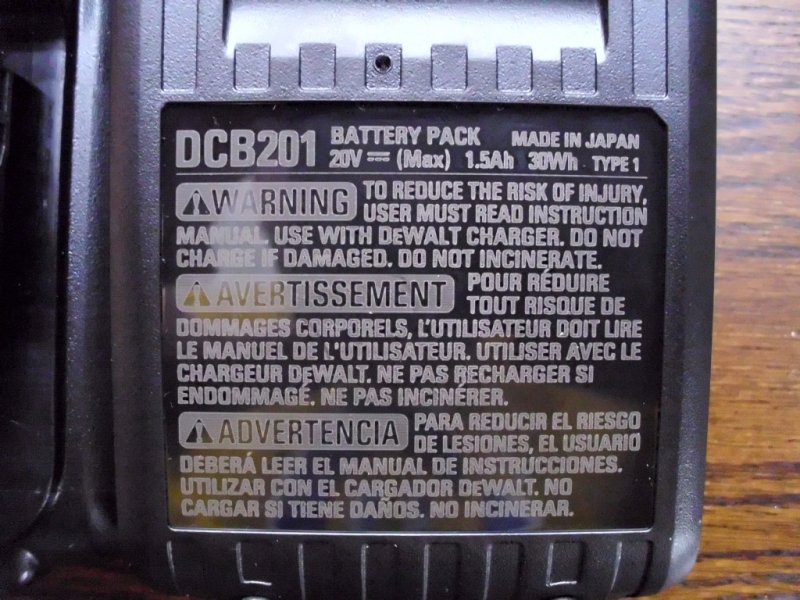 DCB201 BATTERY PACK MADE IN JAPAN
20V ⎓ (Max) 1.5Ah 30Wh TYPE 1
WARNING TO REDUCE THE RISK OF INJURY,
USER MUST READ INSTRUCTION
MANUAL. USE WITH DEWALT CHARGER. DO NOT
CHARGE IF DAMAGED. DO NOT INCINERATE.
AVERTISSEMENT POUR RÉDUIRE
TOUT RISQUE DE
DOMMAGES CORPORELS, L'UTILISATEUR DOIT LIRE
LE MANUEL DE L'UTILISATEUR. UTILISER AVEC LE
CHARGEUR DEWALT. NE PAS RECHARGER SI
ENDOMMAGÉ. NE PAS INCINÉRER.
ADVERTENCIA PARA REDUCIR EL RIESGO
DE LESIONES, EL USUARIO
DEBERÁ LEER EL MANUAL DE INSTRUCCIONES.
UTILIZAR CON EL CARGADOR DEWALT. NO
CARGAR SI TIENE DAÑOS. NO INCINERAR.